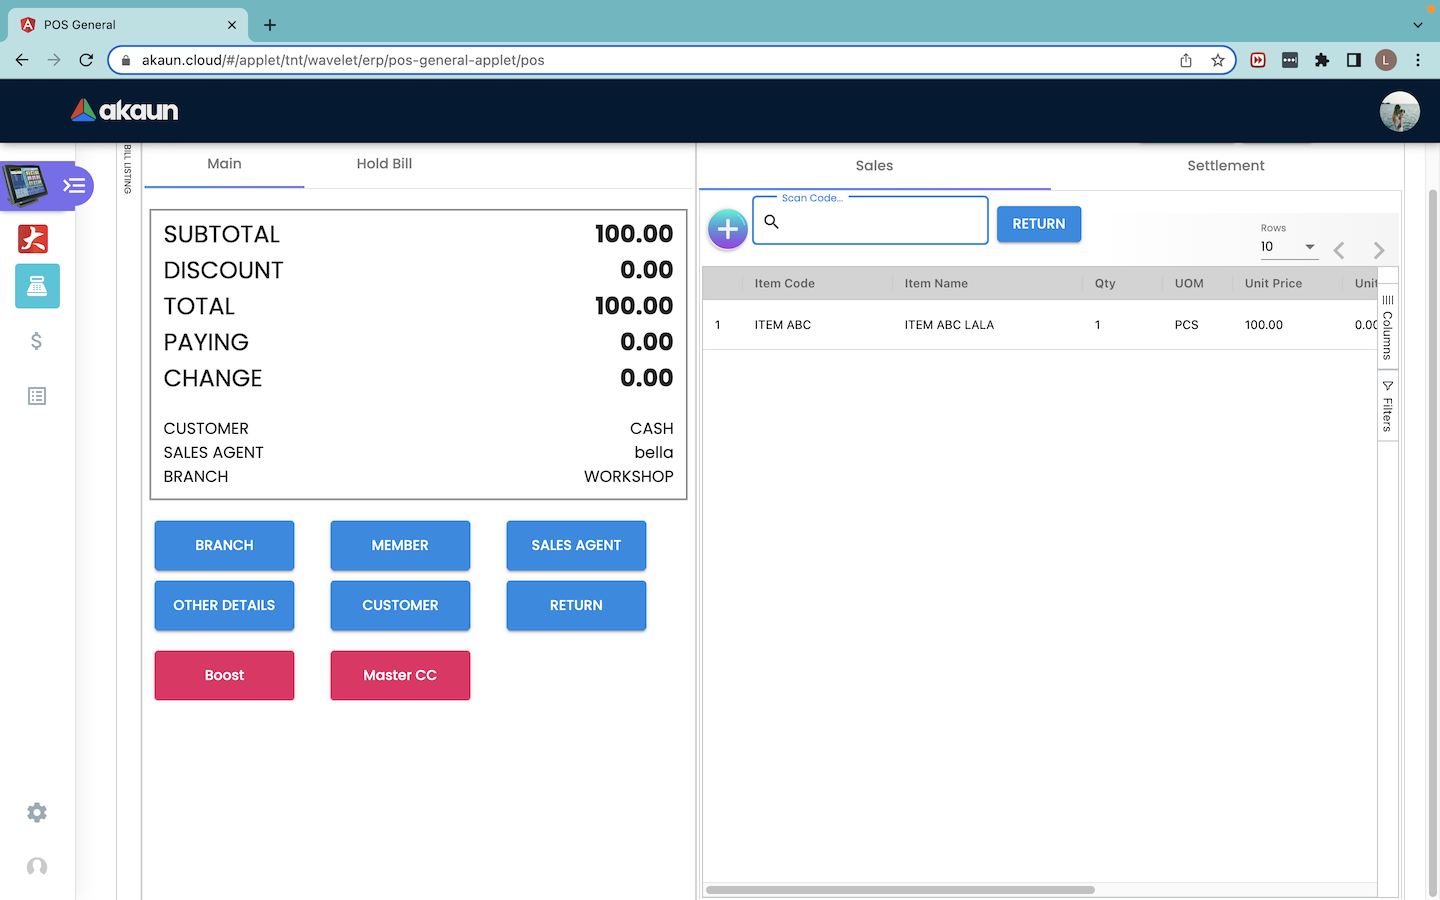 POS General
akaun.cloud/#/applet/tnt/wavelet/erp/pos-general-applet/pos
L
akaun
BILL LISTING
Main
Hold Bill
SUBTOTAL 100.00
DISCOUNT 0.00
TOTAL 100.00
PAYING 0.00
CHANGE 0.00
CUSTOMER CASH
SALES AGENT bella
BRANCH WORKSHOP
BRANCH
MEMBER
SALES AGENT
OTHER DETAILS
CUSTOMER
RETURN
Boost
Master CC
Sales
Settlement
Scan Code...
RETURN
Rows
10
Item Code Item Name Qty UOM Unit Price Unit
1 ITEM ABC ITEM ABC LALA 1 PCS 100.00 0.00
Columns
Filters